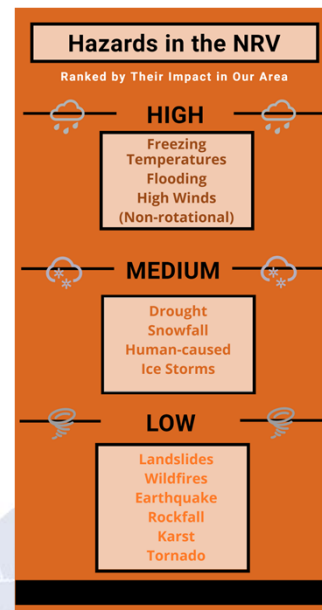 Hazards in the NRV
Ranked by Their Impact in Our Area
HIGH
Freezing
Temperatures
Flooding
High Winds
(Non-rotational)
MEDIUM
Drought
Snowfall
Human-caused
Ice Storms
LOW
Landslides
Wildfires
Earthquake
Rockfall
Karst
Tornado